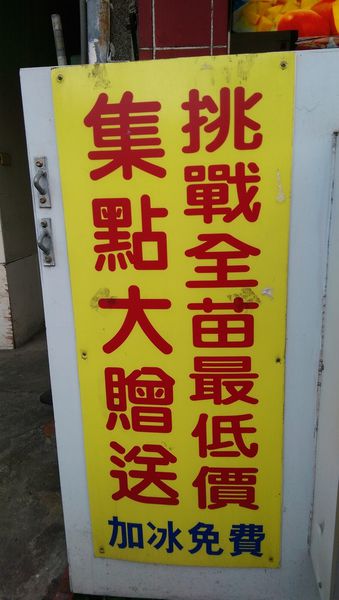 挑戰全苗最低價
集點大贈送
加冰免費